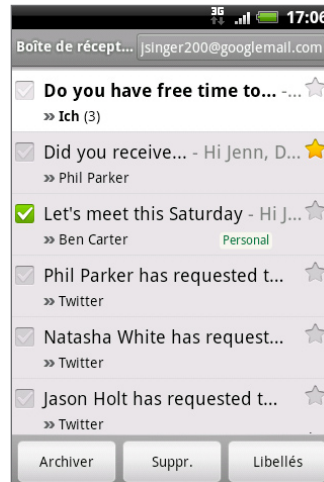 3G 17:06
Boîte de récept... jsinger200@googlemail.com
Do you have free time to... -...
» Ich (3)
Did you receive... - Hi Jenn, D...
» Phil Parker
Let's meet this Saturday - Hi J...
» Ben Carter Personal
Phil Parker has requested t...
» Twitter
Natasha White has request...
» Twitter
Jason Holt has requested t...
» Twitter
Archiver Suppr. Libellés